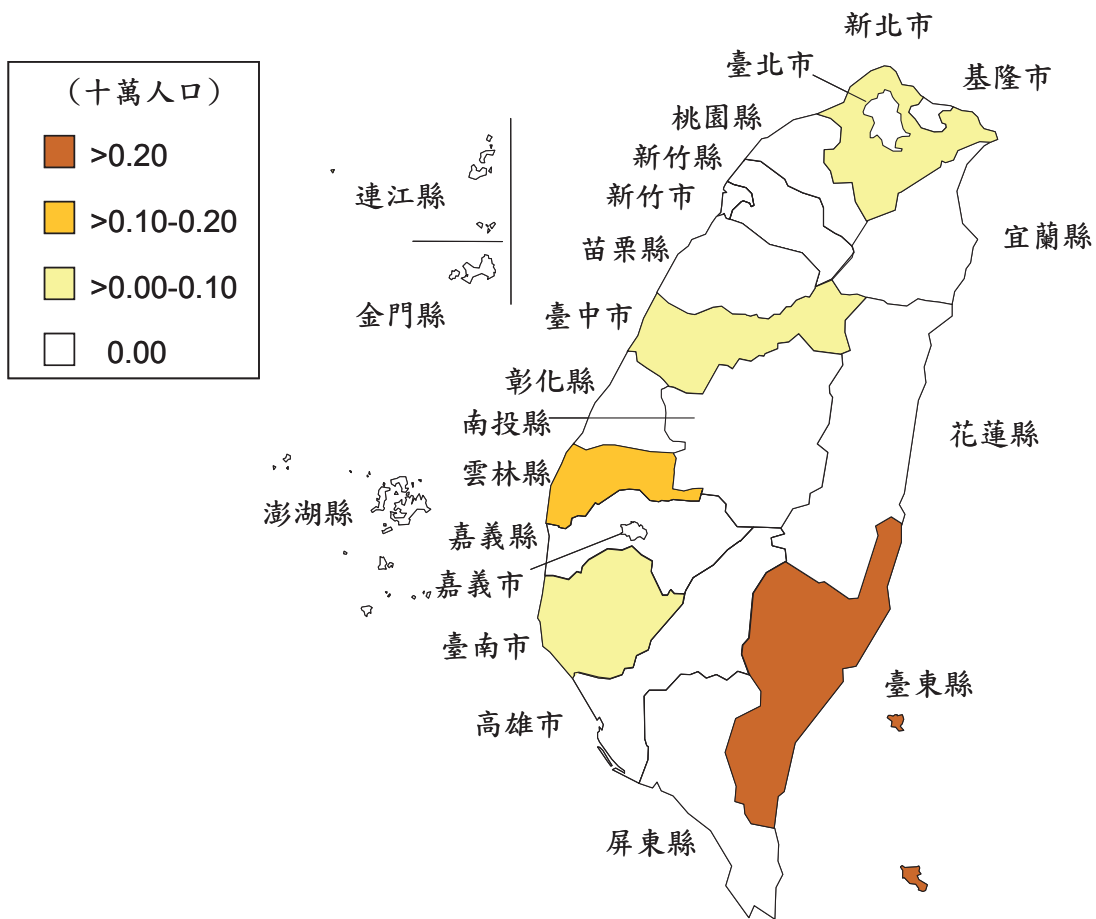 （十萬人口）
>0.20
>0.10-0.20
>0.00-0.10
0.00
新北市
臺北市
基隆市
桃園縣
新竹縣
新竹市
連江縣
苗栗縣
宜蘭縣
金門縣
臺中市
彰化縣
南投縣
花蓮縣
雲林縣
澎湖縣
嘉義縣
嘉義市
臺南市
臺東縣
高雄市
屏東縣